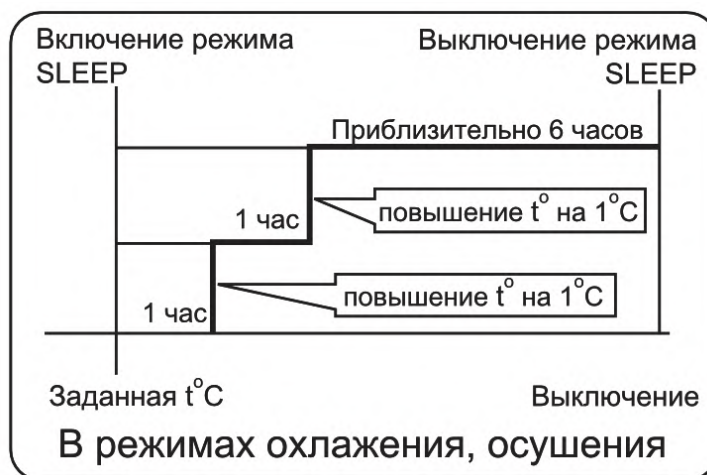 Включение режима
SLEEP
Выключение режима
SLEEP
Приблизительно 6 часов
1 час
повышение t° на 1°C
1 час
повышение t° на 1°C
Заданная t°C
Выключение
В режимах охлажения, осушения